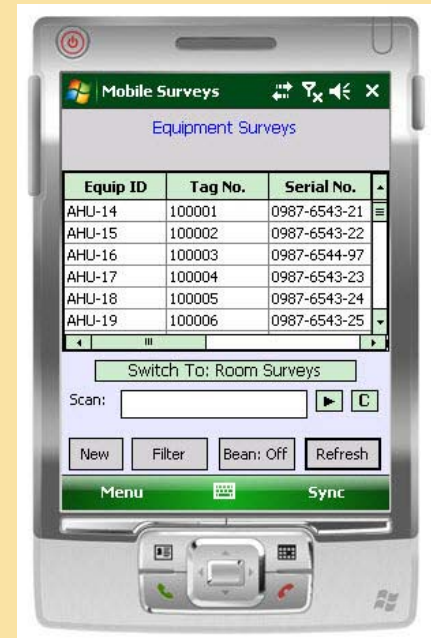 Mobile Surveys
Equipment Surveys
Equip ID Tag No. Serial No.
AHU-14 100001 0987-6543-21
AHU-15 100002 0987-6543-22
AHU-16 100003 0987-6544-97
AHU-17 100004 0987-6543-23
AHU-18 100005 0987-6543-24
AHU-19 100006 0987-6543-25
Switch To: Room Surveys
Scan: C
New Filter Bean: Off Refresh
Menu Sync